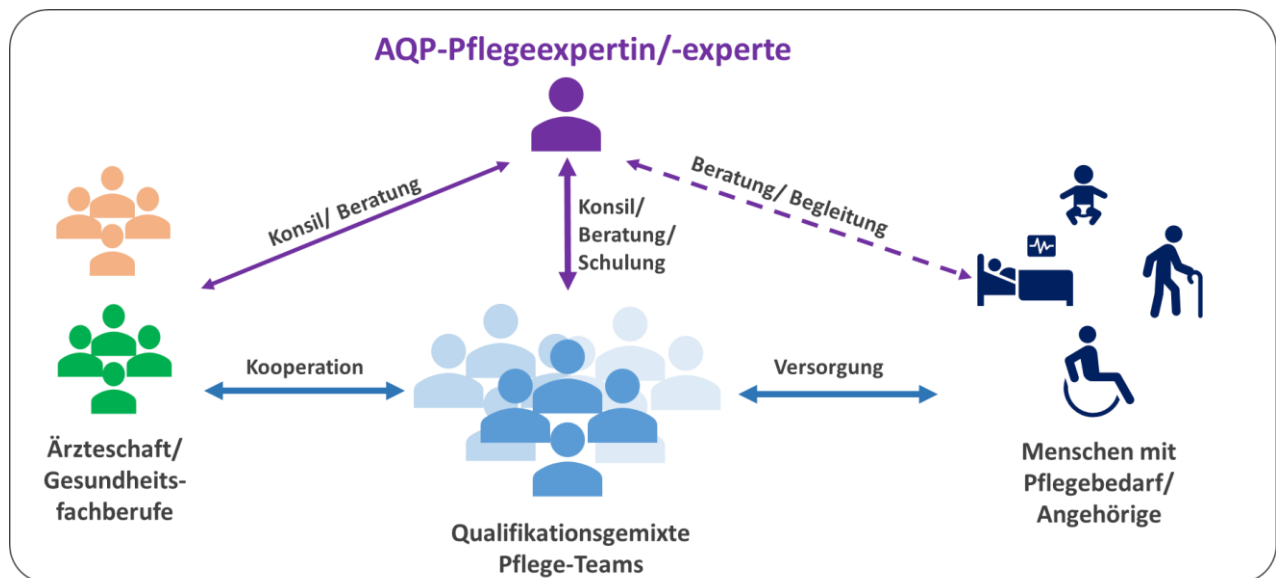 AQP-Pflegeexpertin/-experte
Konsil/ Beratung
Konsil/
Beratung/
Schulung
Beratung/ Begleitung
Kooperation
Versorgung
Ärzteschaft/
Gesundheits-
fachberufe
Qualifikationsgemixte
Pflege-Teams
Menschen mit
Pflegebedarf/
Angehörige